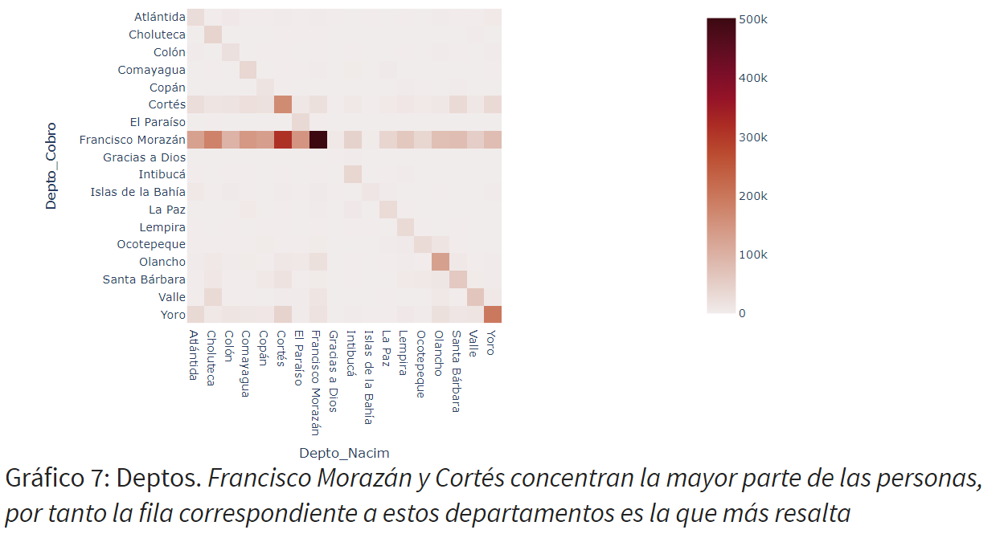 Atlántida
Choluteca
Colón
Comayagua
Copán
Cortés
El Paraíso
Francisco Morazán
Gracias a Dios
Intibucá
Islas de la Bahía
La Paz
Lempira
Ocotepeque
Olancho
Santa Bárbara
Valle
Yoro
Depto_Cobro
Atlántida
Choluteca
Colón
Comayagua
Copán
Cortés
El Paraíso
Francisco Morazán
Gracias a Dios
Intibucá
Islas de la Bahía
La Paz
Lempira
Ocotepeque
Olancho
Santa Bárbara
Valle
Yoro
Depto_Nacim
500k
400k
300k
200k
100k
0
Gráfico 7: Deptos. Francisco Morazán y Cortés concentran la mayor parte de las personas,
por tanto la fila correspondiente a estos departamentos es la que más resalta